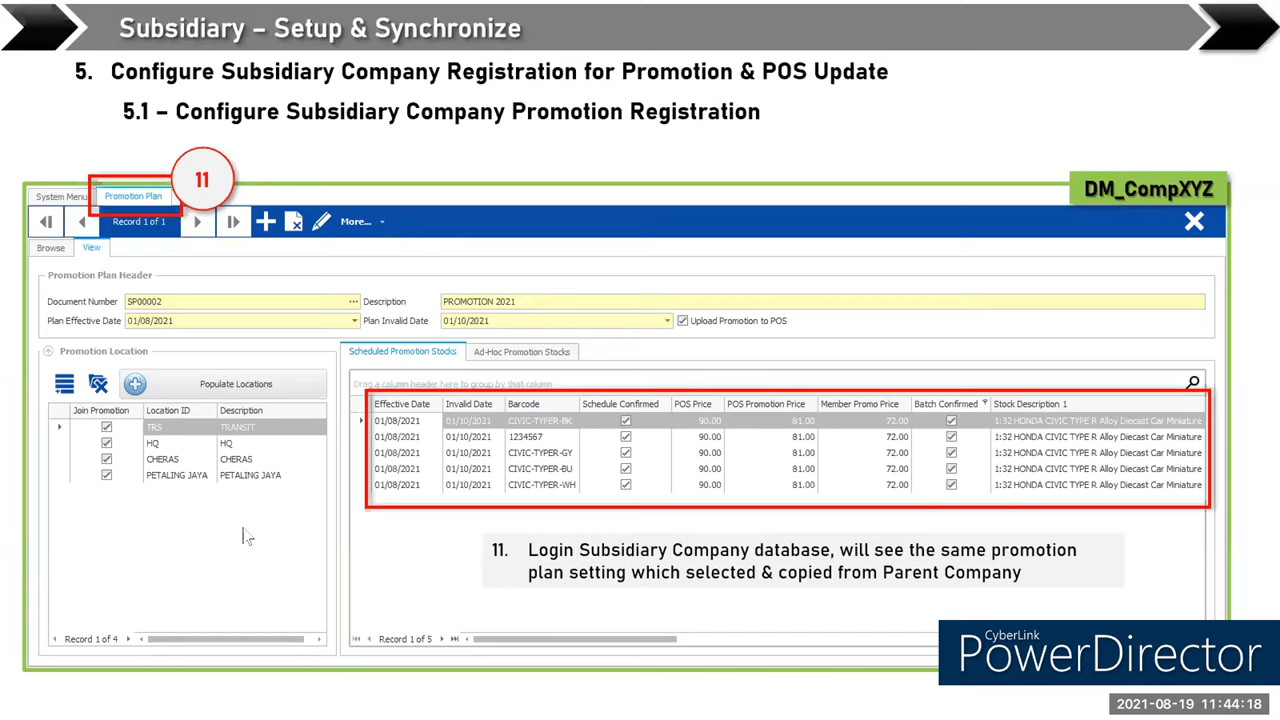 Subsidiary – Setup & Synchronize
5. Configure Subsidiary Company Registration for Promotion & POS Update
5.1 – Configure Subsidiary Company Promotion Registration
11
DM_CompXYZ
System Menu Promotion Plan
Record 1 of 1 More...
Browse View
Promotion Plan Header
Document Number SP00002 ... Description PROMOTION 2021
Plan Effective Date 01/08/2021 Plan Invalid Date 01/10/2021 Upload Promotion to POS
Promotion Location
Scheduled Promotion Stocks Ad-Hoc Promotion Stocks
Populate Locations
Drag a column header here to group by that column
Join Promotion Location ID Description
TRS TRANSIT
HQ HQ
CHERAS CHERAS
PETALING JAYA PETALING JAYA
Effective Date Invalid Date Barcode Schedule Confirmed POS Price POS Promotion Price Member Promo Price Batch Confirmed Stock Description 1
01/08/2021 01/10/2021 CIVIC-TYPER-BK 90.00 81.00 72.00 1:32 HONDA CIVIC TYPE R Alloy Diecast Car Miniature
01/08/2021 01/10/2021 1234567 90.00 81.00 72.00 1:32 HONDA CIVIC TYPE R Alloy Diecast Car Miniature
01/08/2021 01/10/2021 CIVIC-TYPER-GY 90.00 81.00 72.00 1:32 HONDA CIVIC TYPE R Alloy Diecast Car Miniature
01/08/2021 01/10/2021 CIVIC-TYPER-BU 90.00 81.00 72.00 1:32 HONDA CIVIC TYPE R Alloy Diecast Car Miniature
01/08/2021 01/10/2021 CIVIC-TYPER-WH 90.00 81.00 72.00 1:32 HONDA CIVIC TYPE R Alloy Diecast Car Miniature
11. Login Subsidiary Company database, will see the same promotion
plan setting which selected & copied from Parent Company
Record 1 of 4
Record 1 of 5
CyberLink
PowerDirector
2021-08-19 11:44:18